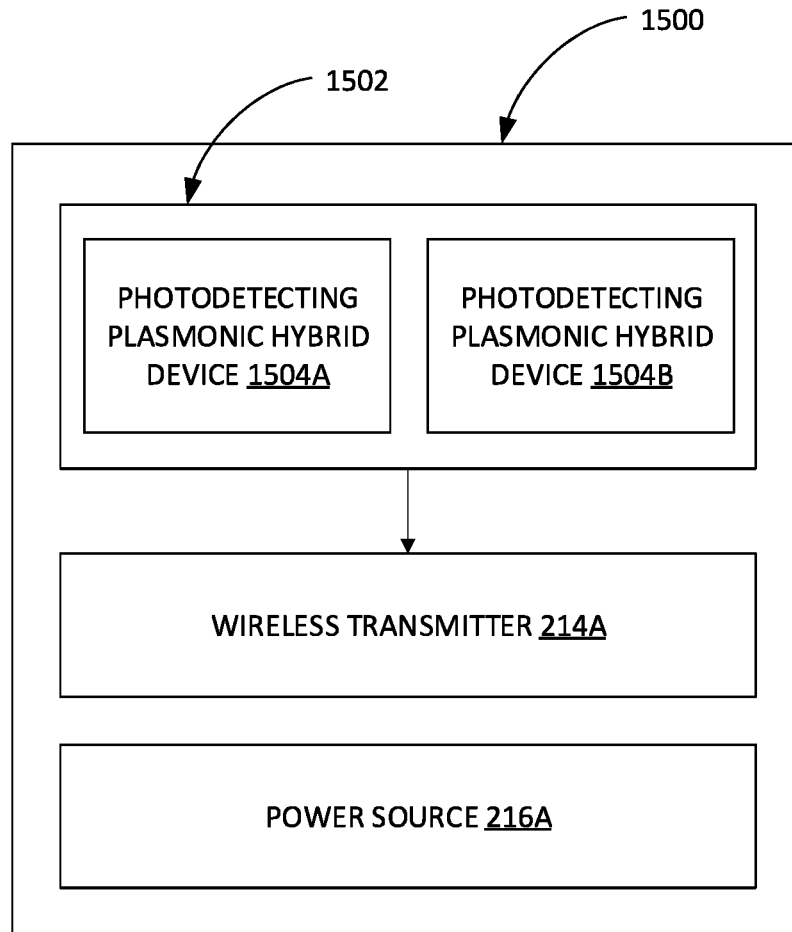 1500
1502
PHOTODETECTING
PLASMONIC HYBRID
DEVICE 1504A
PHOTODETECTING
PLASMONIC HYBRID
DEVICE 1504B
WIRELESS TRANSMITTER 214A
POWER SOURCE 216A